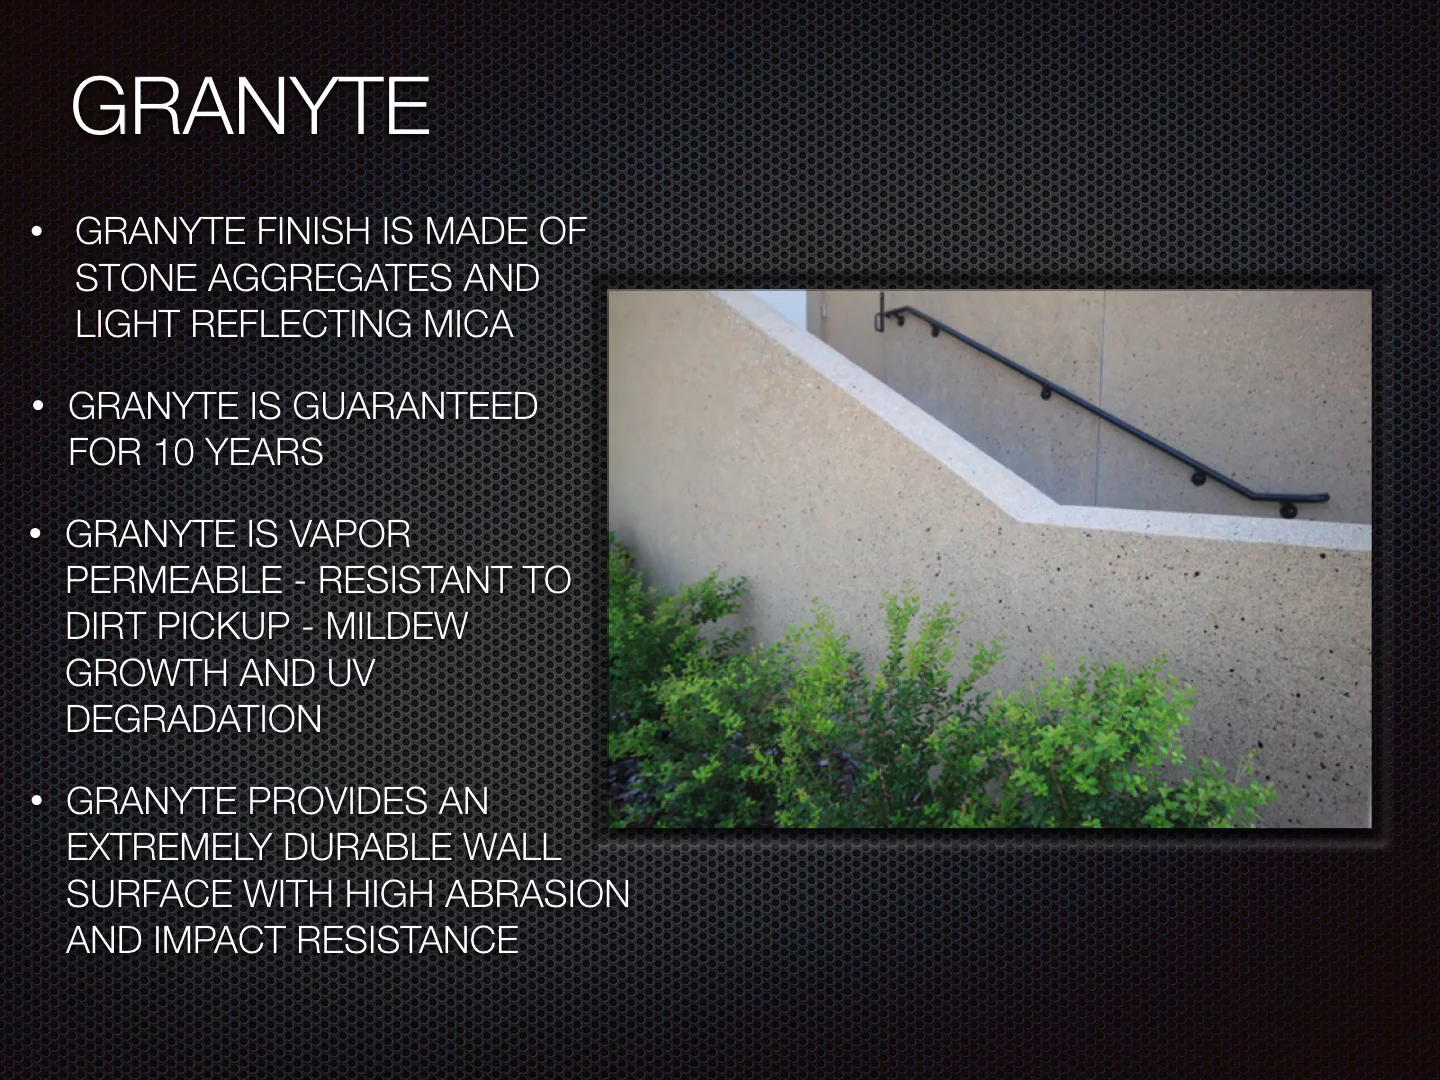 GRANYTE
• GRANYTE FINISH IS MADE OF
STONE AGGREGATES AND
LIGHT REFLECTING MICA
• GRANYTE IS GUARANTEED
FOR 10 YEARS
• GRANYTE IS VAPOR
PERMEABLE - RESISTANT TO
DIRT PICKUP - MILDEW
GROWTH AND UV
DEGRADATION
• GRANYTE PROVIDES AN
EXTREMELY DURABLE WALL
SURFACE WITH HIGH ABRASION
AND IMPACT RESISTANCE